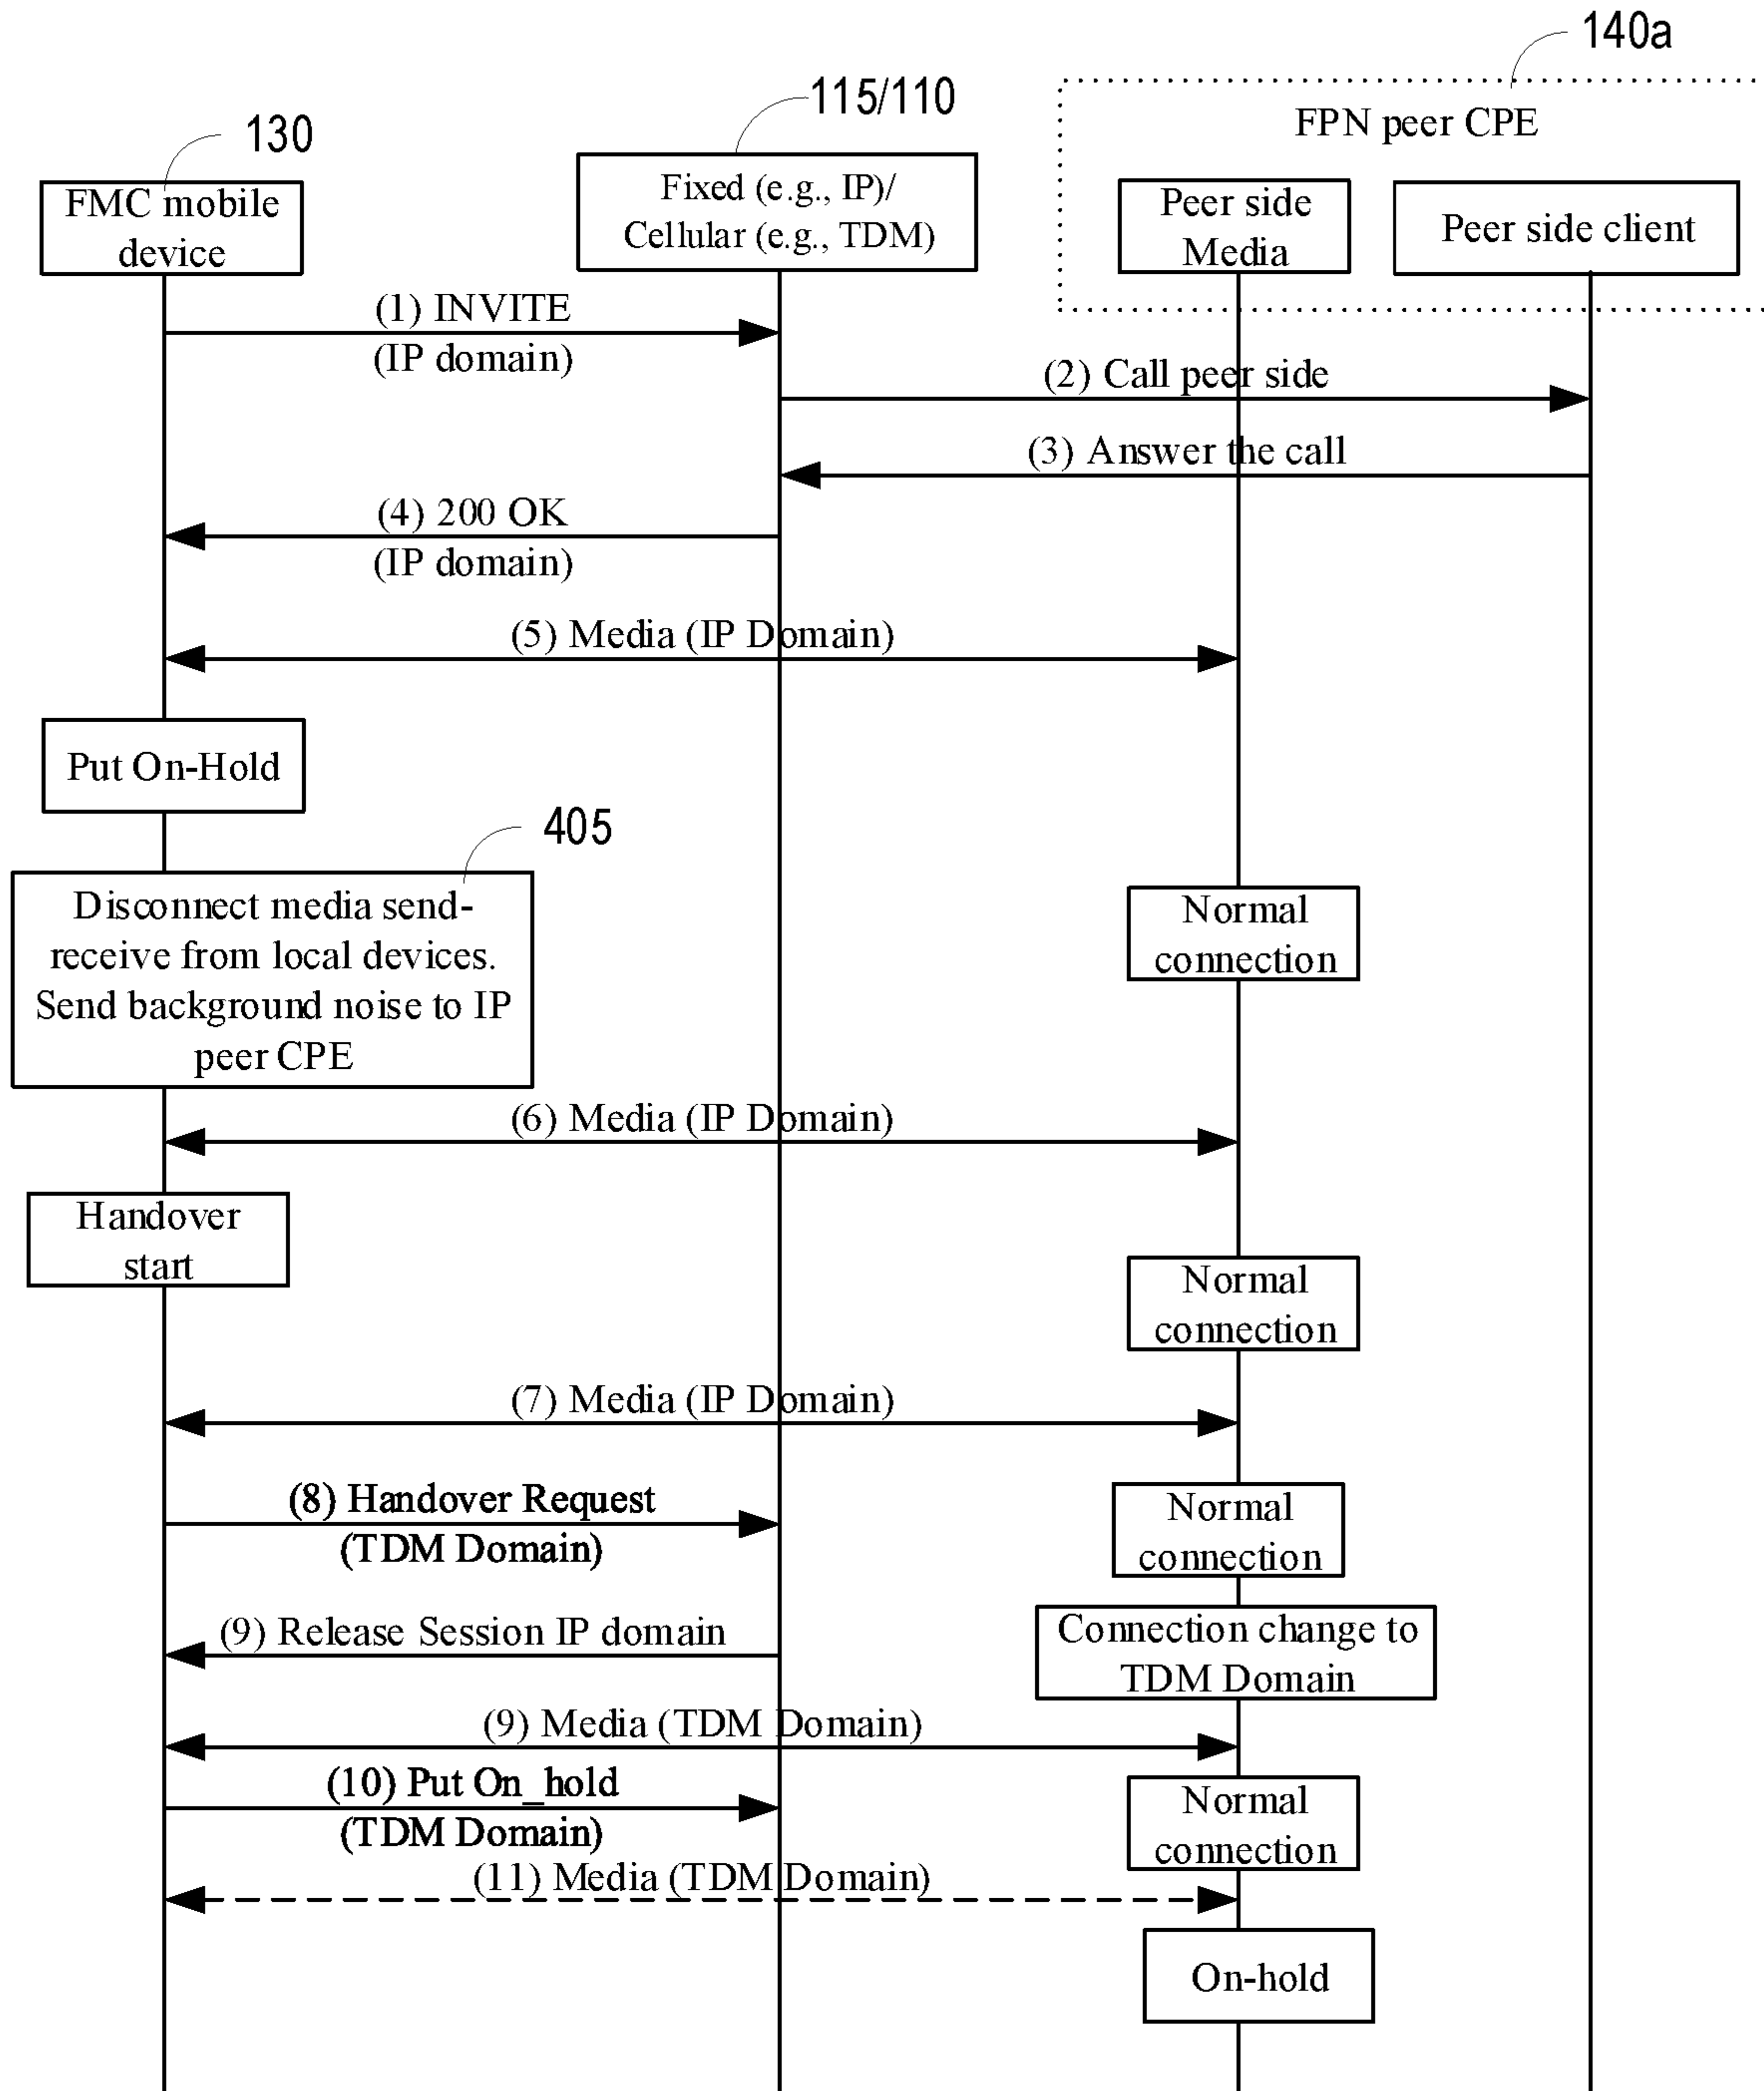 140a
115/110
FPN peer CPE
130
FMC mobile
device
Fixed (e.g., IP)/
Cellular (e.g., TDM)
Peer side
Media
Peer side client
(1) INVITE
(IP domain)
(2) Call peer side
(3) Answer the call
(4) 200 OK
(IP domain)
(5) Media (IP Domain)
Put On-Hold
405
Disconnect media send-
receive from local devices.
Send background noise to IP
peer CPE
Normal
connection
(6) Media (IP Domain)
Handover
start
Normal
connection
(7) Media (IP Domain)
(8) Handover Request
(TDM Domain)
Normal
connection
(9) Release Session IP domain
Connection change to
TDM Domain
(9) Media (TDM Domain)
(10) Put On_hold
(TDM Domain)
Normal
connection
(11) Media (TDM Domain)
On-hold